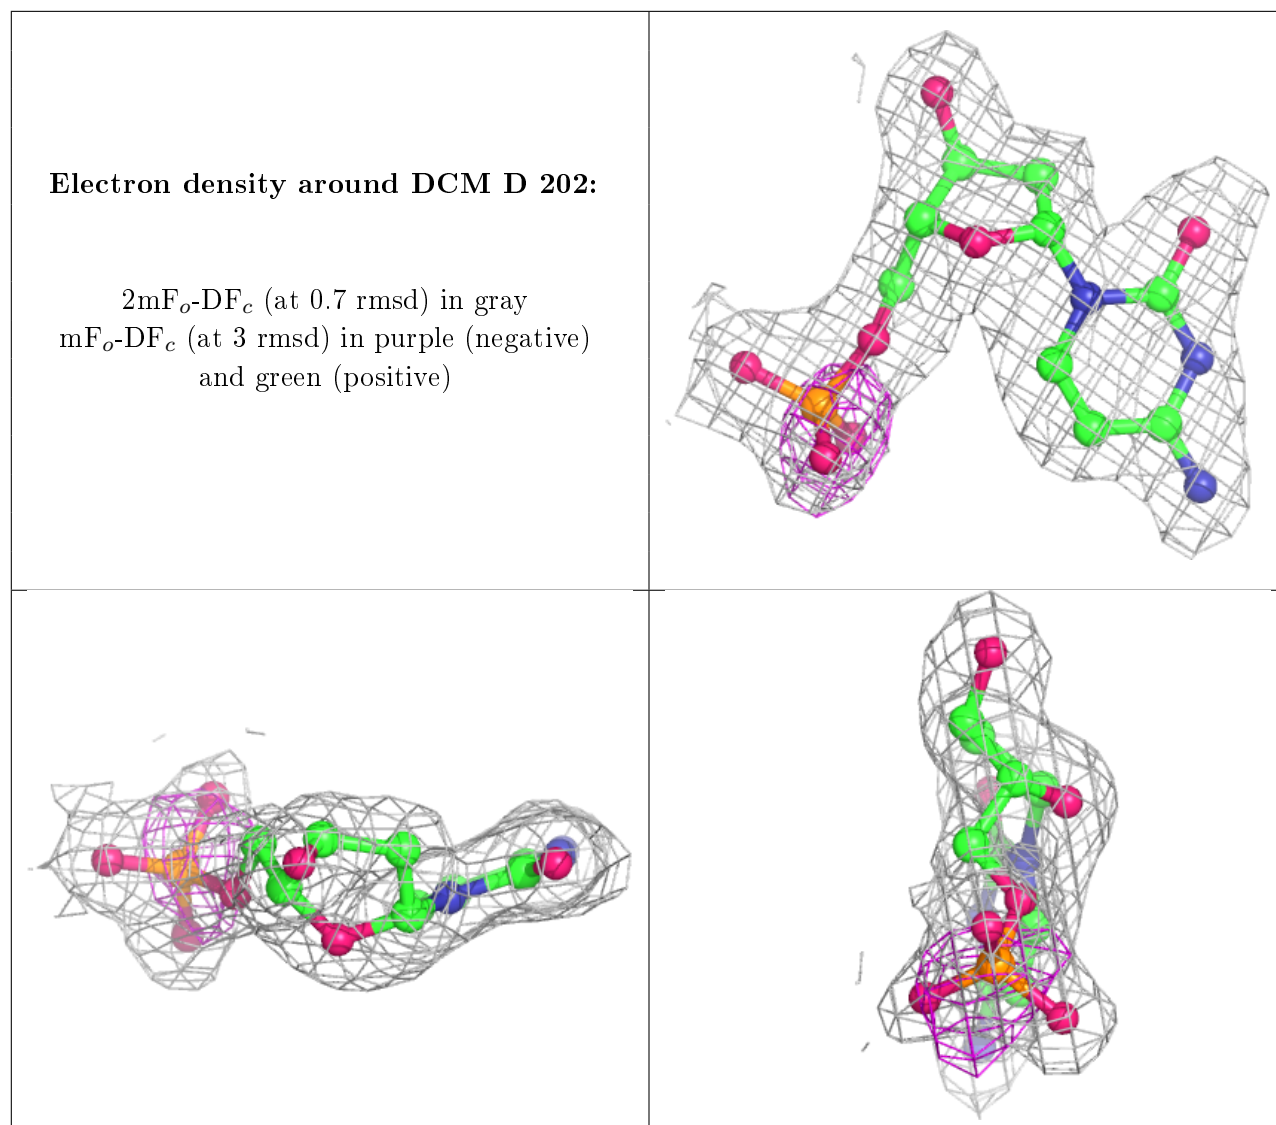 Electron density around DCM D 202:
2mFo-DFc (at 0.7 rmsd) in gray
mFo-DFc (at 3 rmsd) in purple (negative)
and green (positive)